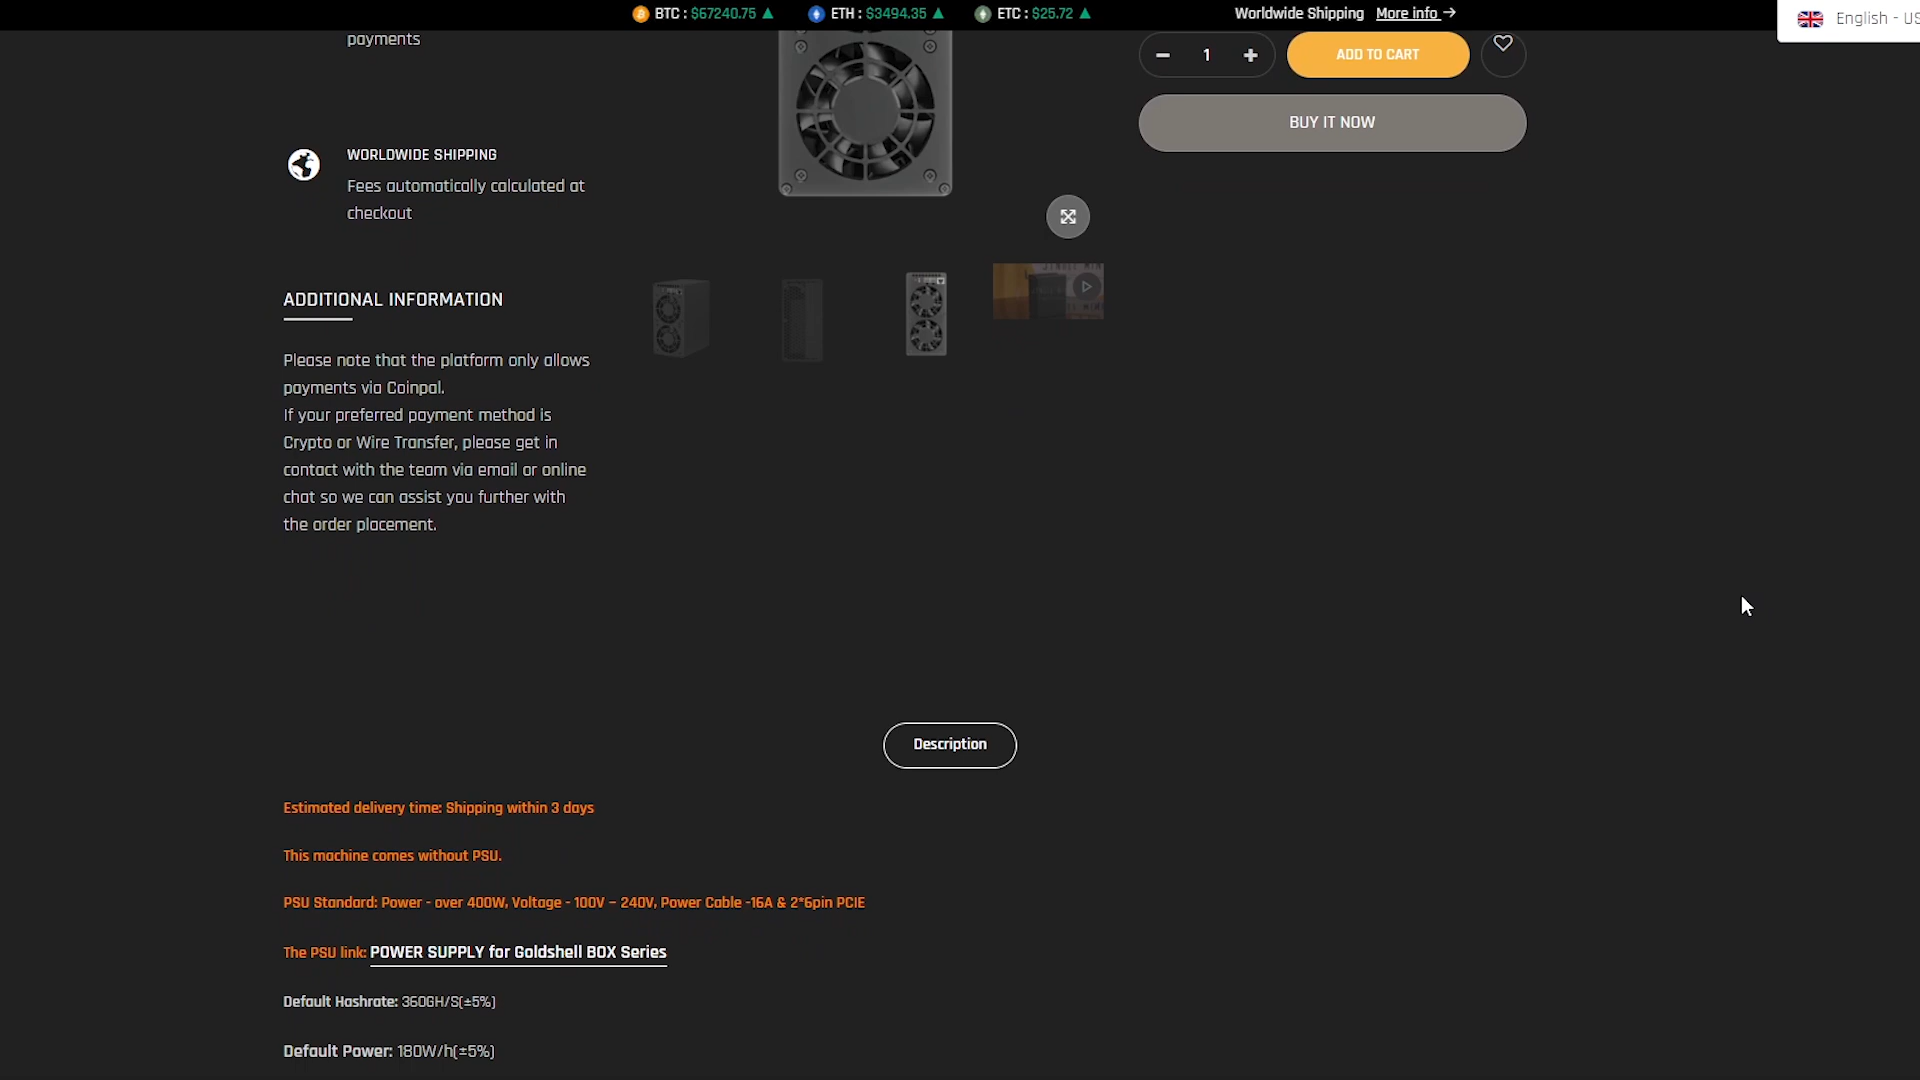 BTC : $67240.75 ▲ ETH : $3494.35 ▲ ETC : $25.72 ▲ Worldwide Shipping More info →
English - US
payments
− 1 + ADD TO CART
BUY IT NOW
WORLDWIDE SHIPPING
Fees automatically calculated at
checkout
ADDITIONAL INFORMATION
Please note that the platform only allows
payments via Coinpal.
If your preferred payment method is
Crypto or Wire Transfer, please get in
contact with the team via email or online
chat so we can assist you further with
the order placement.
Description
Estimated delivery time: Shipping within 3 days
This machine comes without PSU.
PSU Standard: Power - over 400W, Voltage - 100V – 240V, Power Cable -16A & 2*6pin PCIE
The PSU link: POWER SUPPLY for Goldshell BOX Series
Default Hashrate: 360GH/S(±5%)
Default Power: 180W/h(±5%)